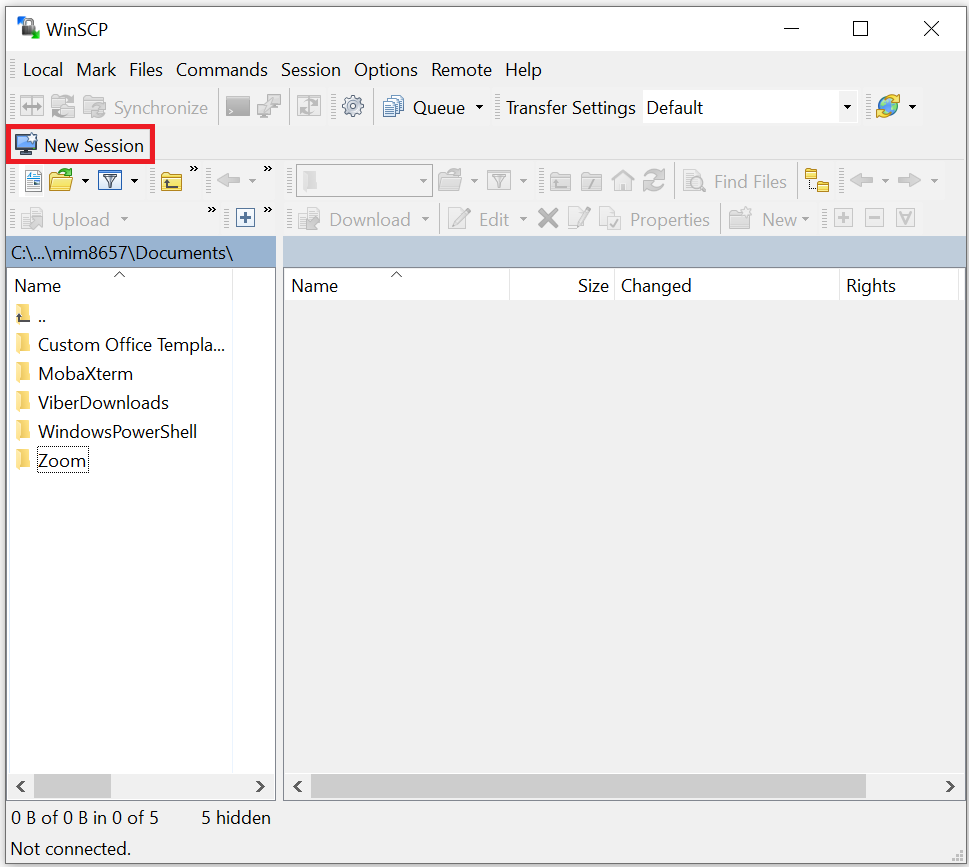 WinSCP
Local Mark Files Commands Session Options Remote Help
Synchronize Queue Transfer Settings Default
New Session
Find Files
Upload Download Edit Properties New
C:\...\mim8657\Documents\
Name Name Size Changed Rights
..
Custom Office Templa...
MobaXterm
ViberDownloads
WindowsPowerShell
Zoom
0 B of 0 B in 0 of 5 5 hidden
Not connected.